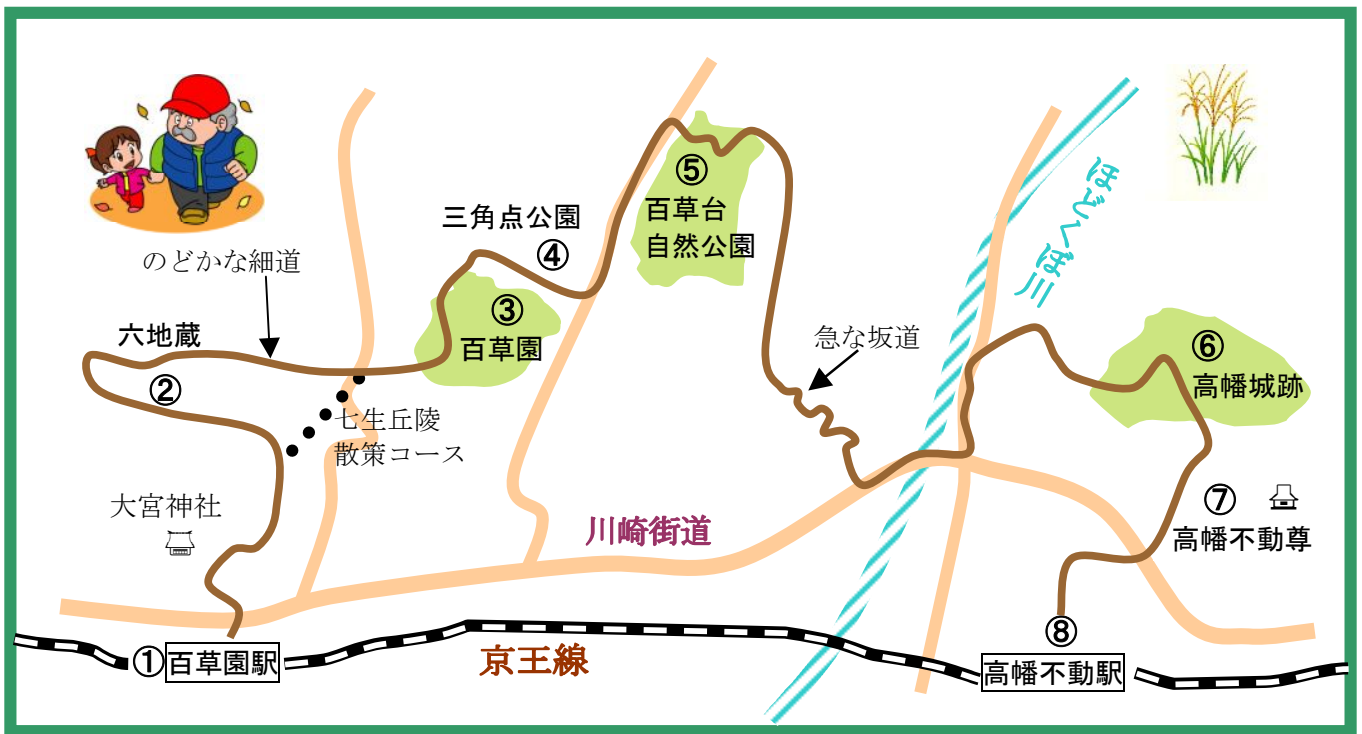 ⑤
百草台
自然公園
ほどくぼ川
三角点公園
④
のどかな細道
③
百草園
六地蔵
②
急な坂道
⑥
高幡城跡
七生丘陵
散策コース
大宮神社
川崎街道
⑦
高幡不動尊
①百草園駅
京王線
⑧
高幡不動駅